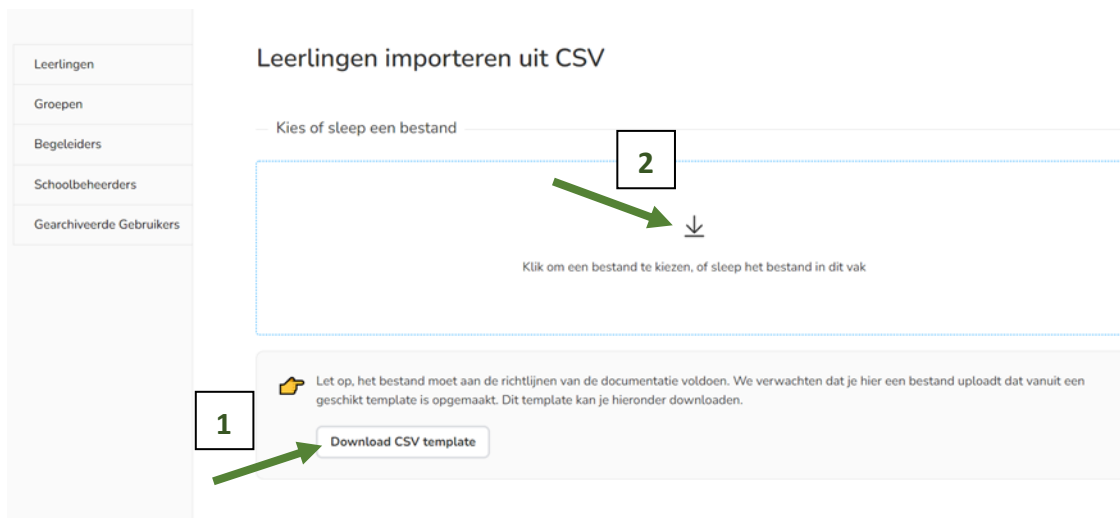 Leerlingen
Groepen
Begeleiders
Schoolbeheerders
Gearchiveerde Gebruikers
Leerlingen importeren uit CSV
Kies of sleep een bestand
2
Klik om een bestand te kiezen, of sleep het bestand in dit vak
Let op, het bestand moet aan de richtlijnen van de documentatie voldoen. We verwachten dat je hier een bestand uploadt dat vanuit een
geschikt template is opgemaakt. Dit template kan je hieronder downloaden.
1
Download CSV template